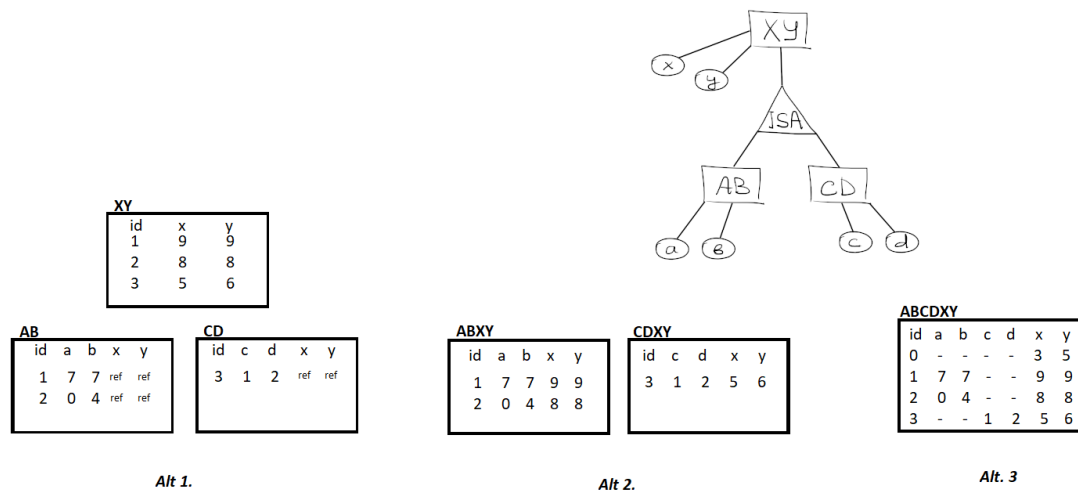 XY
x
y
ISA
AB
CD
a
b
c
d
XY
id x y
1 9 9
2 8 8
3 5 6
AB
id a b x y
1 7 7 ref ref
2 0 4 ref ref
CD
id c d x y
3 1 2 ref ref
Alt 1.
ABXY
id a b x y
1 7 7 9 9
2 0 4 8 8
CDXY
id c d x y
3 1 2 5 6
Alt 2.
ABCDXY
id a b c d x y
0 - - - - 3 5
1 7 7 - - 9 9
2 0 4 - - 8 8
3 - - 1 2 5 6
Alt. 3